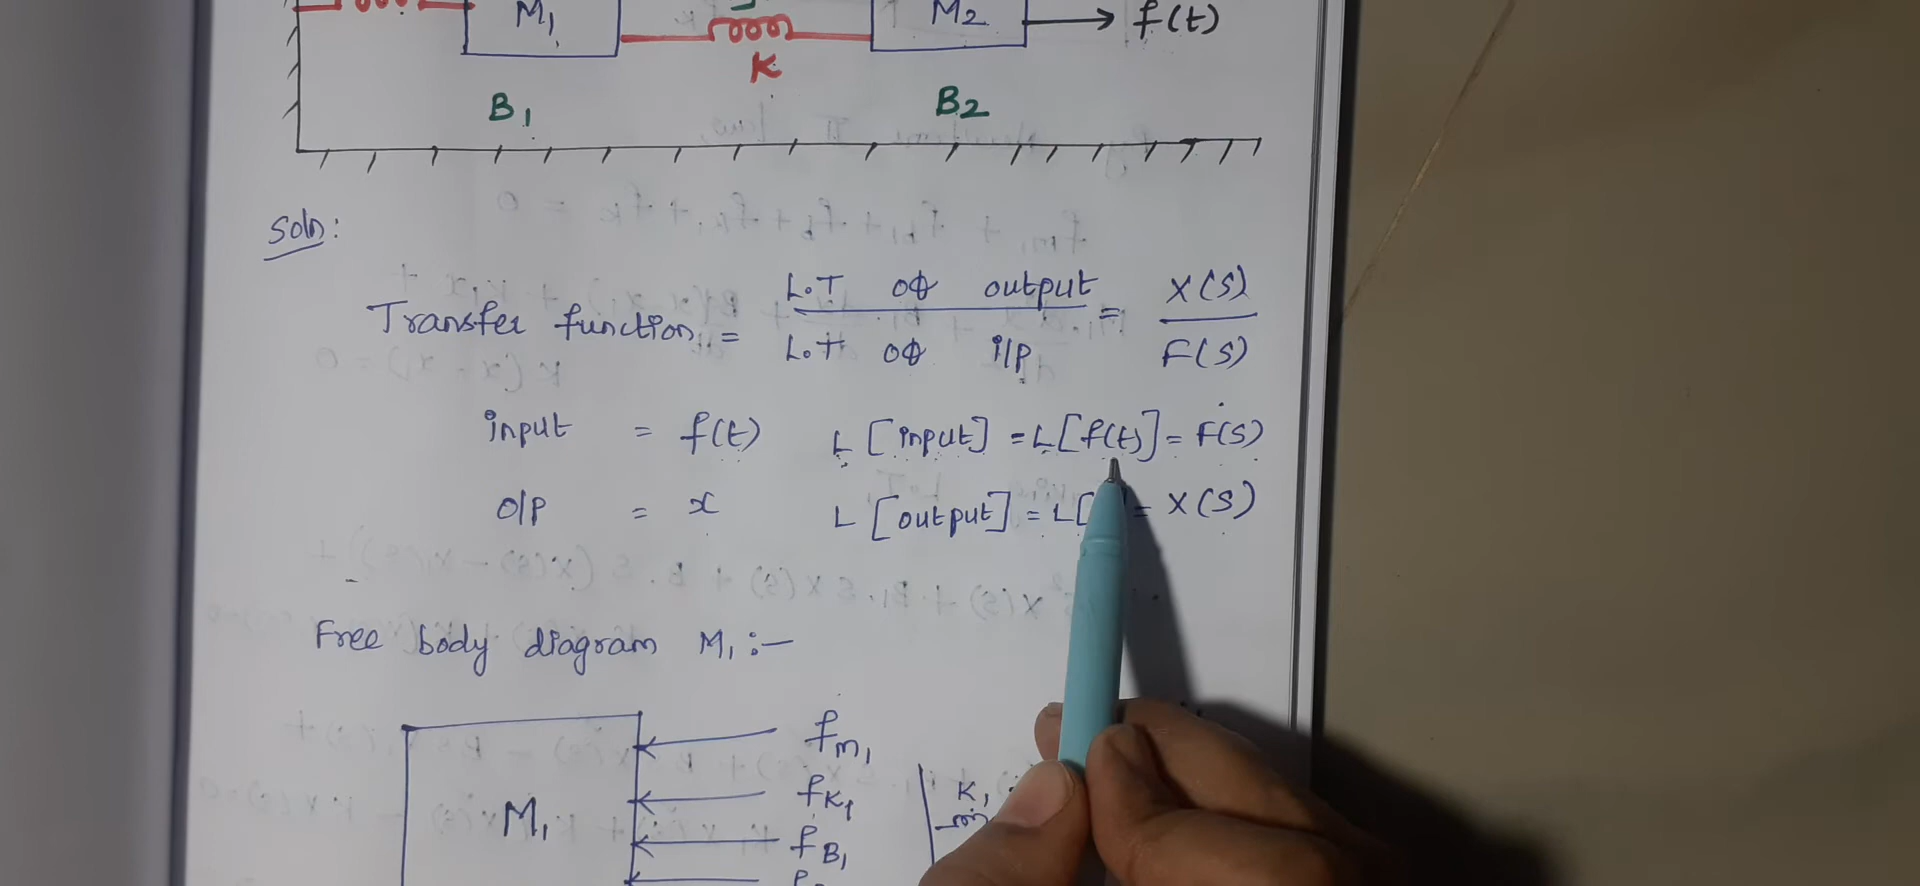 M1 M2 f(t)
K
B1 B2
Soln:
Transfer function = L.T of output / L.T of i/p = X(S) / F(S)
input = f(t) L [input] = L[f(t)] = F(S)
o/p = x L [output] = L[ = X(S)
Free body diagram M1 :-
fM1
fK1 K1
M1
fB1